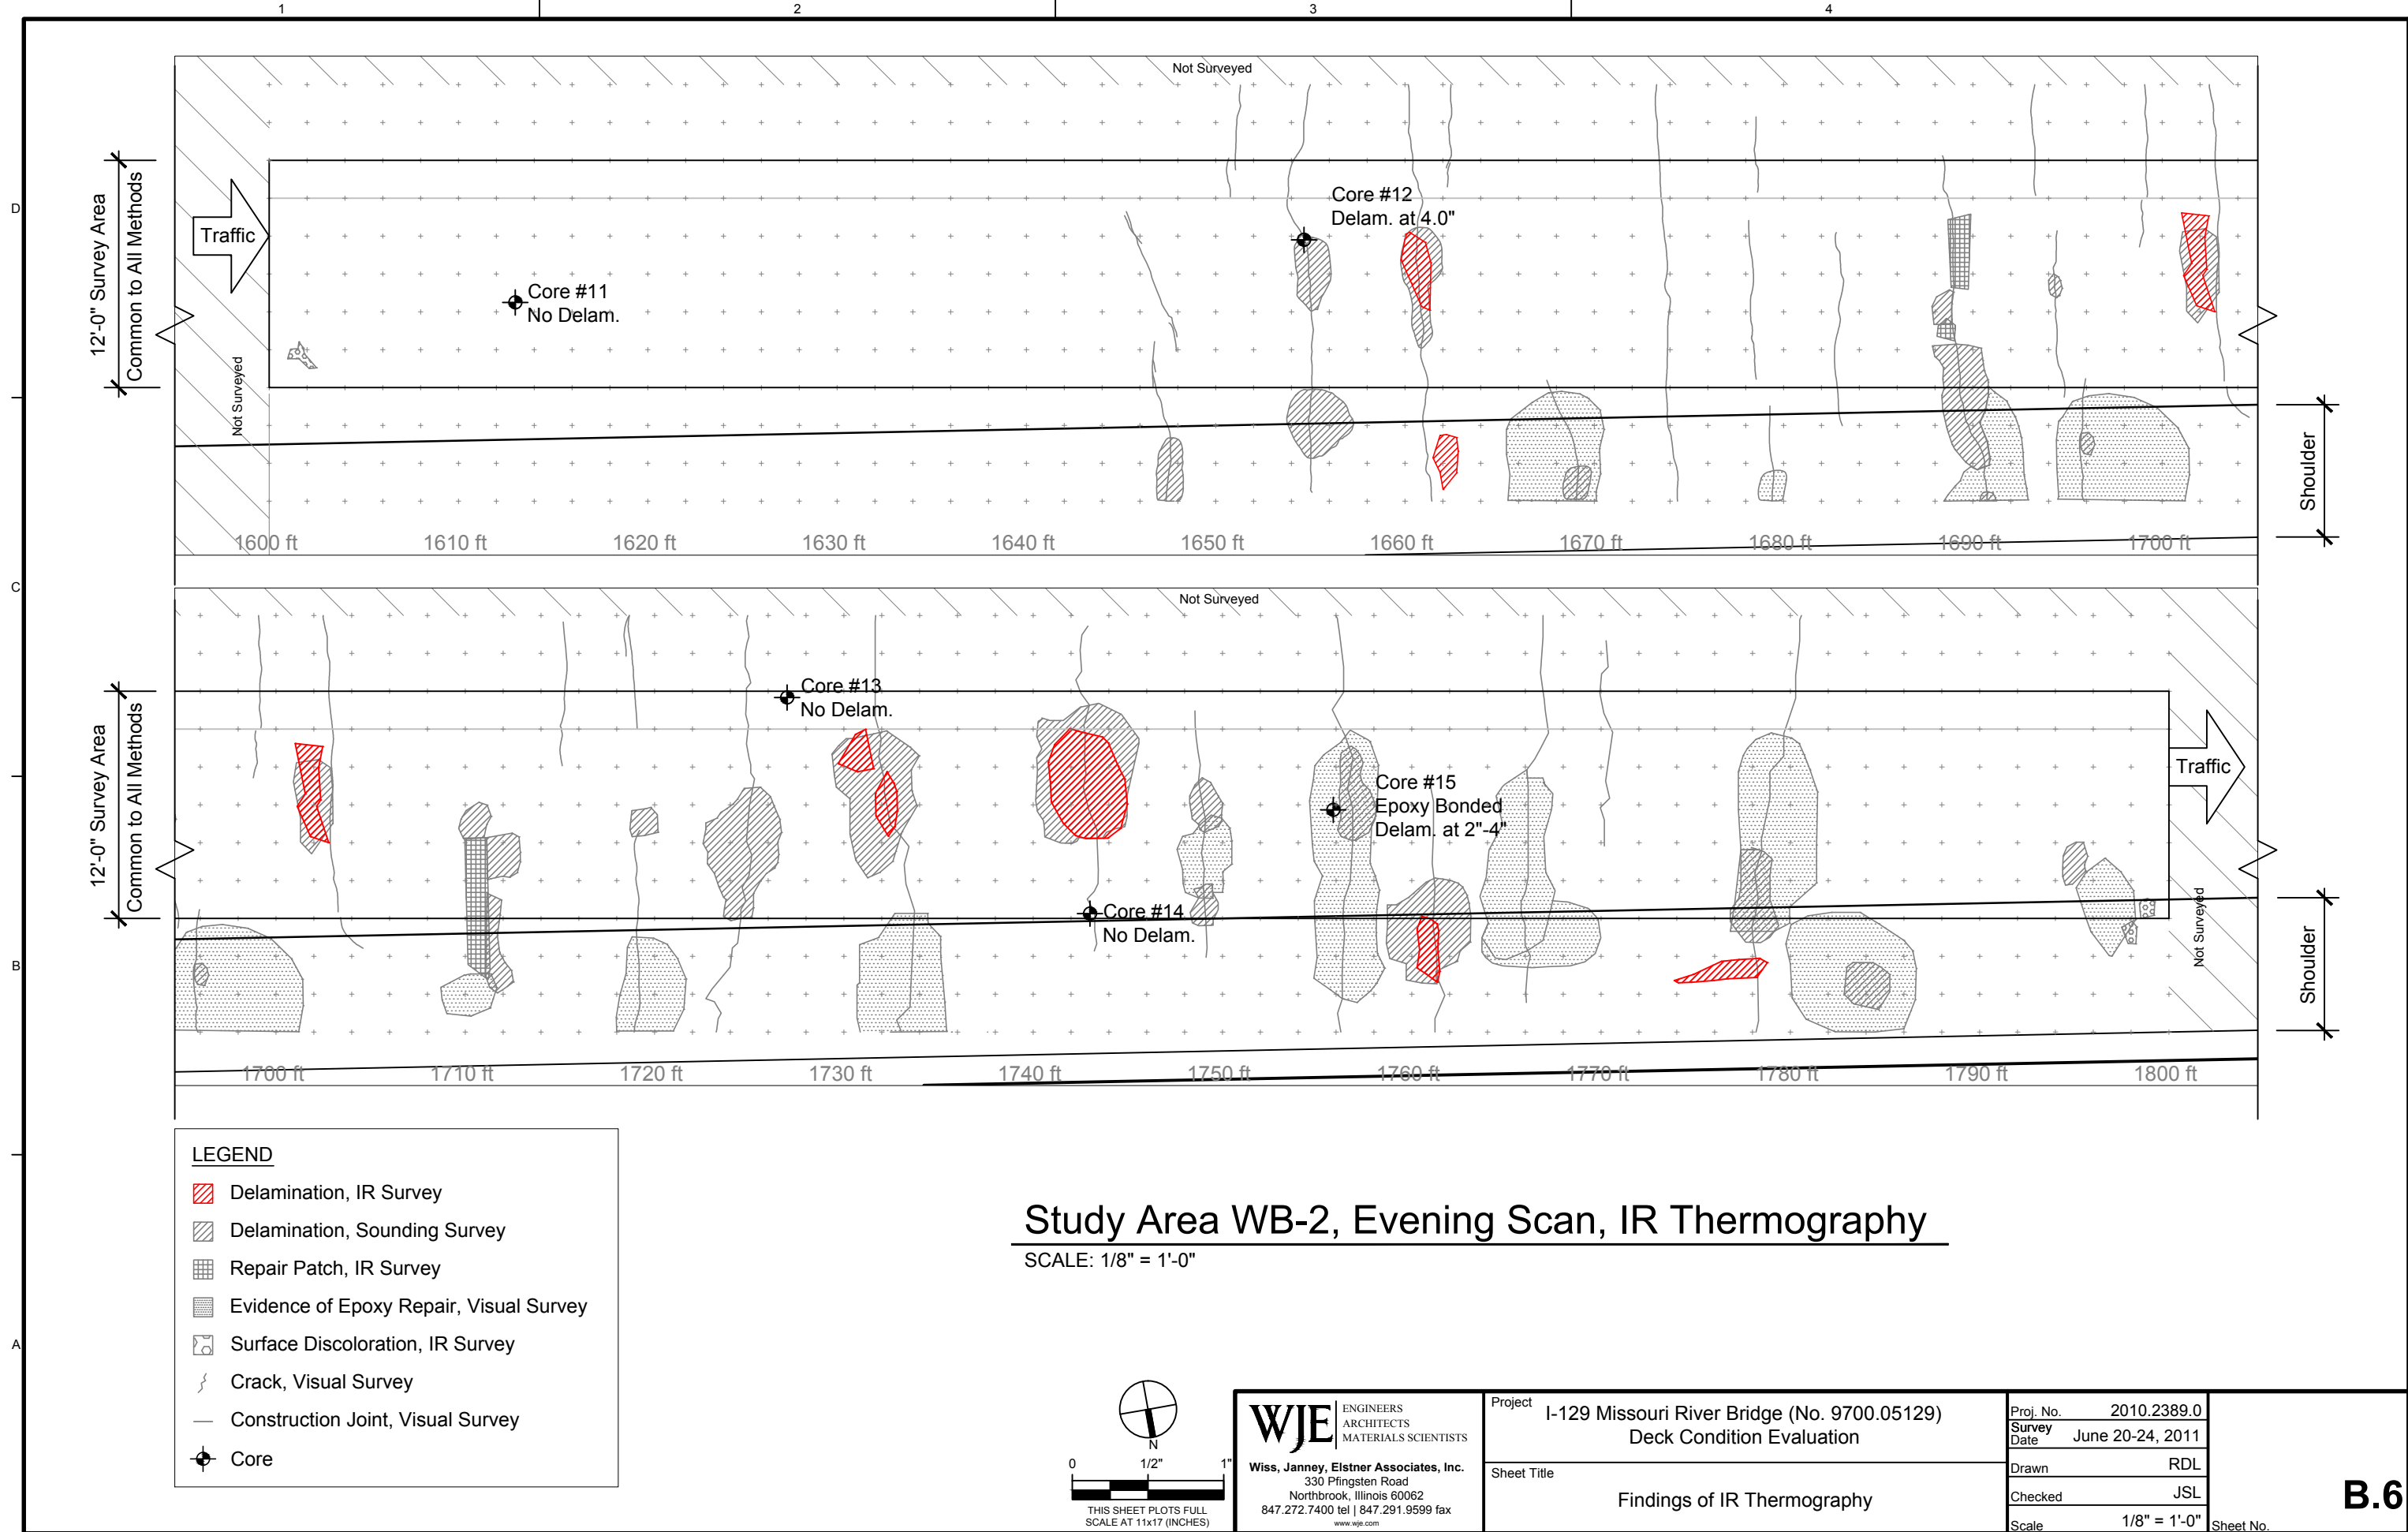 1 2 3 4
Not Surveyed
12'-0" Survey Area
Common to All Methods
D
Traffic
Core #12
Delam. at 4.0"
Core #11
No Delam.
Not Surveyed
Shoulder
1600 ft 1610 ft 1620 ft 1630 ft 1640 ft 1650 ft 1660 ft 1670 ft 1680 ft 1690 ft 1700 ft
C
Not Surveyed
12'-0" Survey Area
Common to All Methods
Core #13
No Delam.
Traffic
Core #15
Epoxy Bonded
Delam. at 2"-4"
Core #14
No Delam.
Not Surveyed
B
Shoulder
1700 ft 1710 ft 1720 ft 1730 ft 1740 ft 1750 ft 1760 ft 1770 ft 1780 ft 1790 ft 1800 ft
LEGEND
Delamination, IR Survey
Delamination, Sounding Survey
Repair Patch, IR Survey
Evidence of Epoxy Repair, Visual Survey
Surface Discoloration, IR Survey
Crack, Visual Survey
Construction Joint, Visual Survey
Core
A
Study Area WB-2, Evening Scan, IR Thermography
SCALE: 1/8" = 1'-0"
N
0 1/2" 1"
THIS SHEET PLOTS FULL
SCALE AT 11x17 (INCHES)
WJE
ENGINEERS
ARCHITECTS
MATERIALS SCIENTISTS
Wiss, Janney, Elstner Associates, Inc.
330 Pfingsten Road
Northbrook, Illinois 60062
847.272.7400 tel | 847.291.9599 fax
www.wje.com
Project
I-129 Missouri River Bridge (No. 9700.05129)
Deck Condition Evaluation
Sheet Title
Findings of IR Thermography
Proj. No. 2010.2389.0
Survey Date June 20-24, 2011
Drawn RDL
Checked JSL
Scale 1/8" = 1'-0"
Sheet No.
B.6